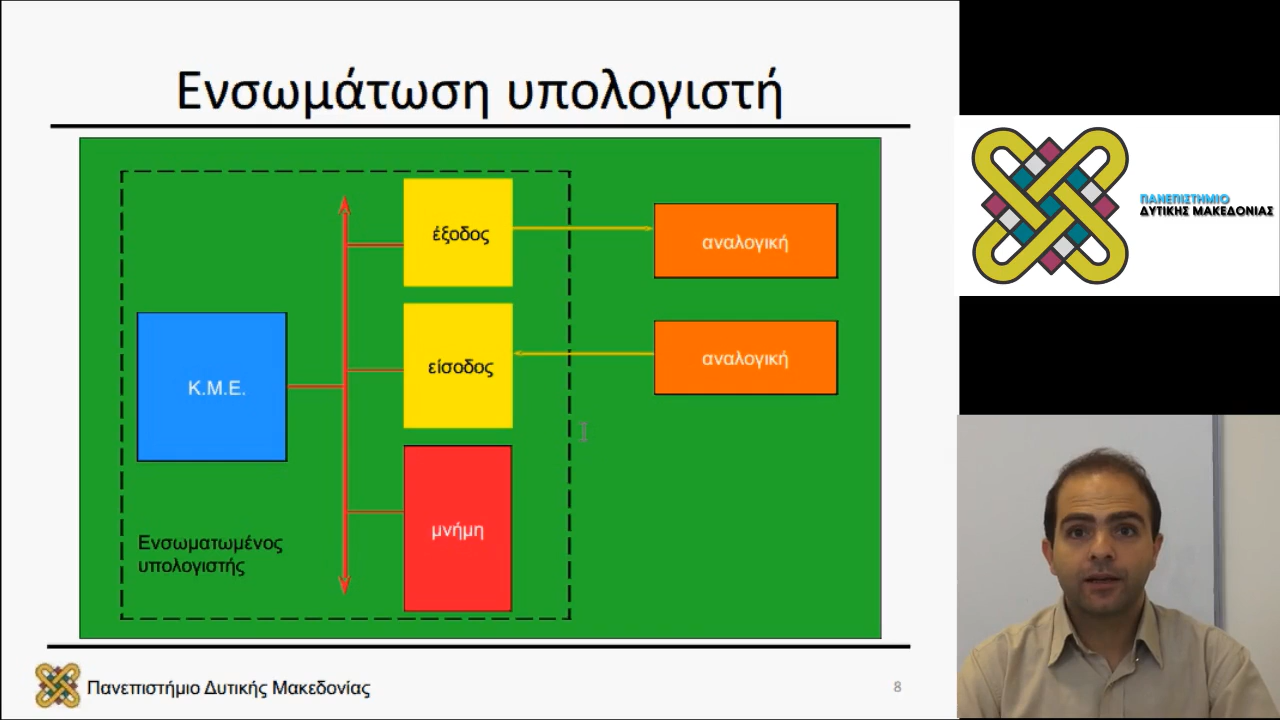 Ενσωμάτωση υπολογιστή
έξοδος
αναλογική
είσοδος
αναλογική
Κ.Μ.Ε.
μνήμη
Ενσωματωμένος
υπολογιστής
Πανεπιστήμιο Δυτικής Μακεδονίας
8
ΠΑΝΕΠΙΣΤΗΜΙΟ
ΔΥΤΙΚΗΣ ΜΑΚΕΔΟΝΙΑΣ